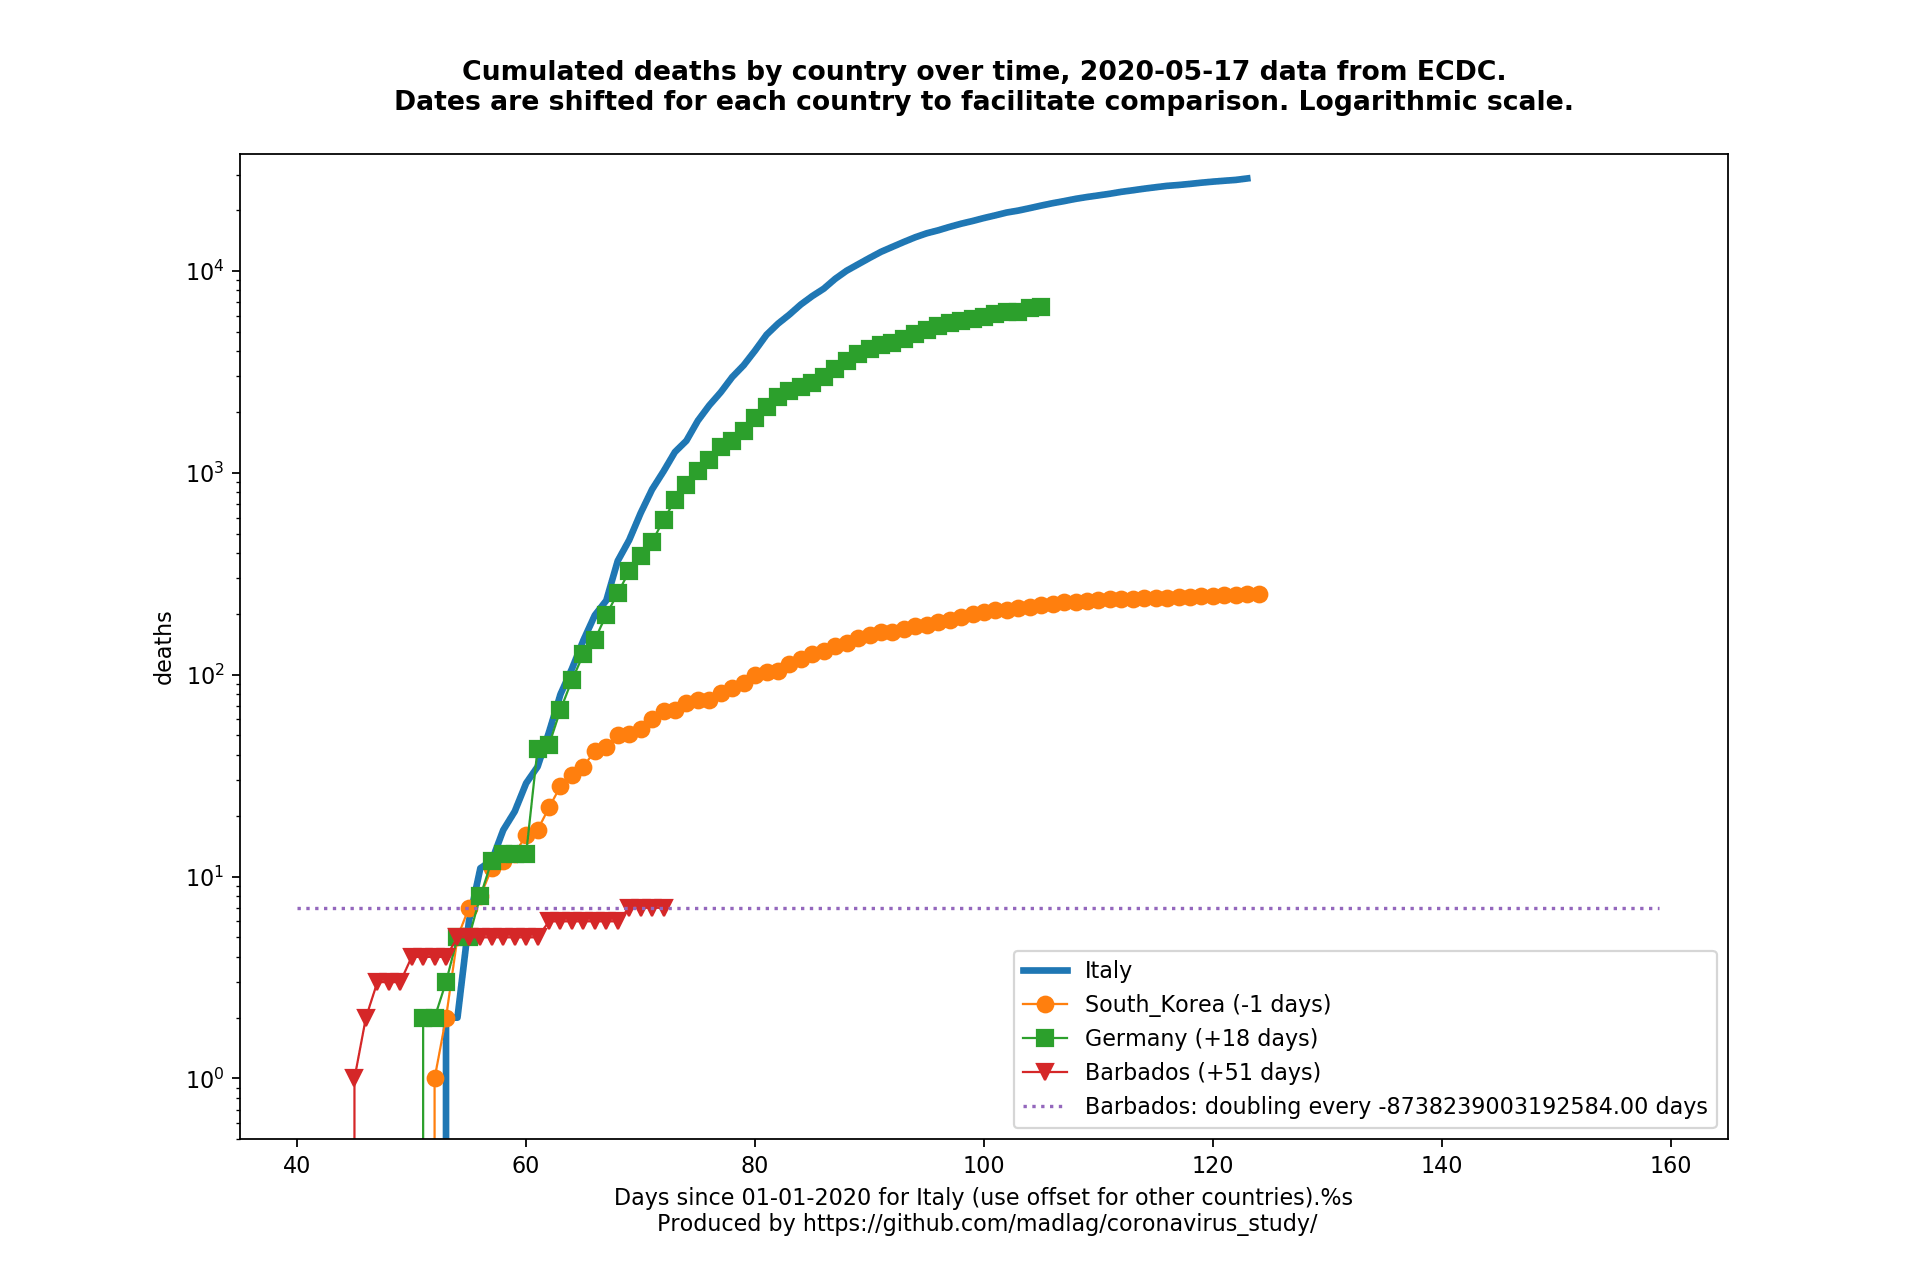 Cumulated deaths by country over time, 2020-05-17 data from ECDC.
Dates are shifted for each country to facilitate comparison. Logarithmic scale.
deaths
10^4
10^3
10^2
10^1
10^0
Italy
South_Korea (-1 days)
Germany (+18 days)
Barbados (+51 days)
Barbados: doubling every -8738239003192584.00 days
40 60 80 100 120 140 160
Days since 01-01-2020 for Italy (use offset for other countries).%s
Produced by https://github.com/madlag/coronavirus_study/